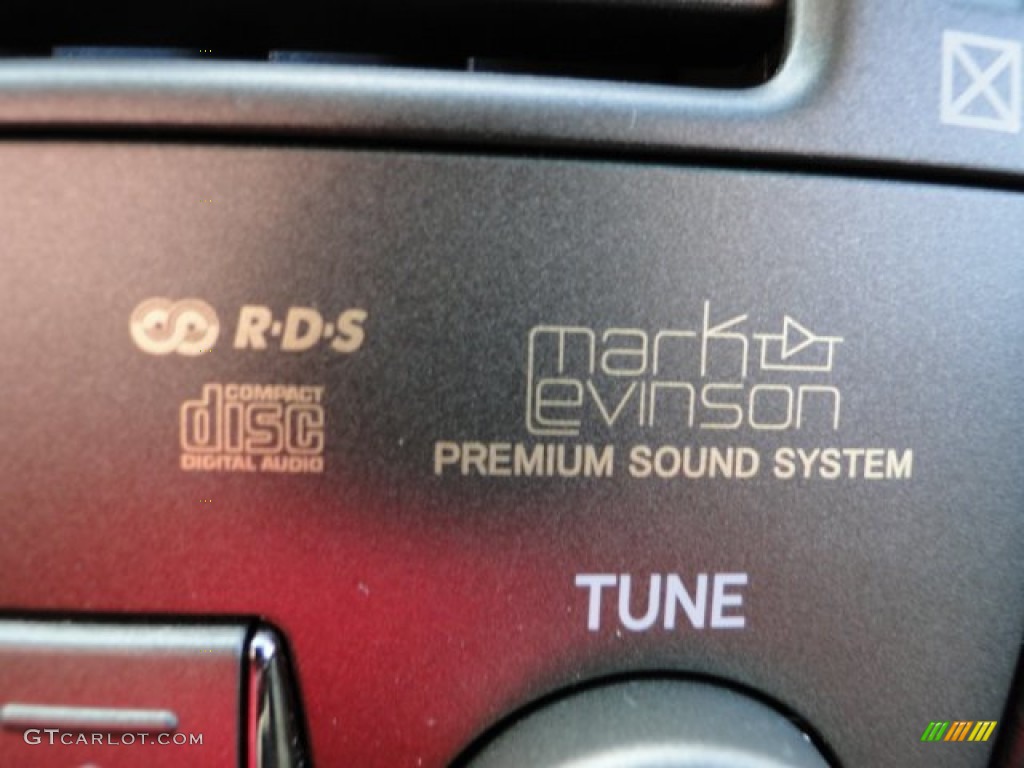 R·D·S
COMPACT
disc
DIGITAL AUDIO
mark
Levinson
PREMIUM SOUND SYSTEM
TUNE
GTCARLOT.COM